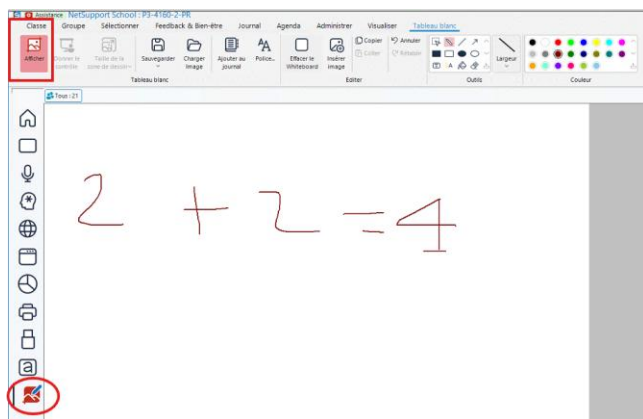 Assistance NetSupport School : P3-4160-2-PR
Classe Groupe Sélectionner Feedback & Bien-être Journal Agenda Administrer Visualiser Tableau blanc
Afficher
Donner le contrôle
Taille de la zone de dessin
Sauvegarder
Charger Image
Ajouter au Journal
Police...
Effacer le Whiteboard
Insérer Image
Copier
Coller
Annuler
Rétablir
A
Largeur
Tableau blanc Editer Outils Couleur
Tous : 21
2 + 2 = 4
a